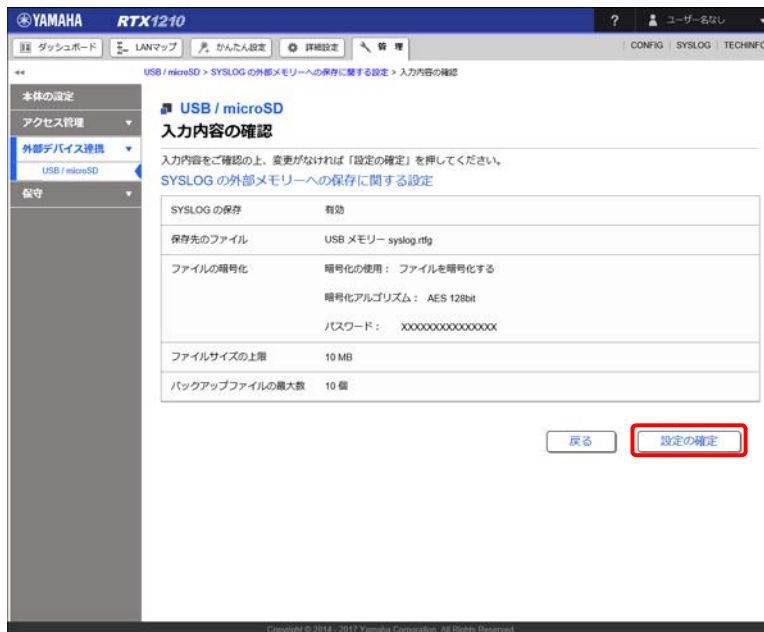 YAMAHA RTX1210 ? ユーザー名なし
ダッシュボード LANマップ かんたん設定 詳細設定 管理 CONFIG SYSLOG TECHINFO
USB / microSD > SYSLOG の外部メモリーへの保存に関する設定 > 入力内容の確認
本体の設定
アクセス管理
外部デバイス連携
USB / microSD
保守
USB / microSD
入力内容の確認
入力内容をご確認の上、変更がなければ「設定の確定」を押してください。
SYSLOG の外部メモリーへの保存に関する設定
SYSLOG の保存 有効
保存先のファイル USB メモリー syslog.rtfg
ファイルの暗号化 暗号化の使用： ファイルを暗号化する
暗号化アルゴリズム： AES 128bit
パスワード： XXXXXXXXXXXXXXX
ファイルサイズの上限 10 MB
バックアップファイルの最大数 10 個
戻る 設定の確定
Copyright © 2014 - 2017 Yamaha Corporation. All Rights Reserved.